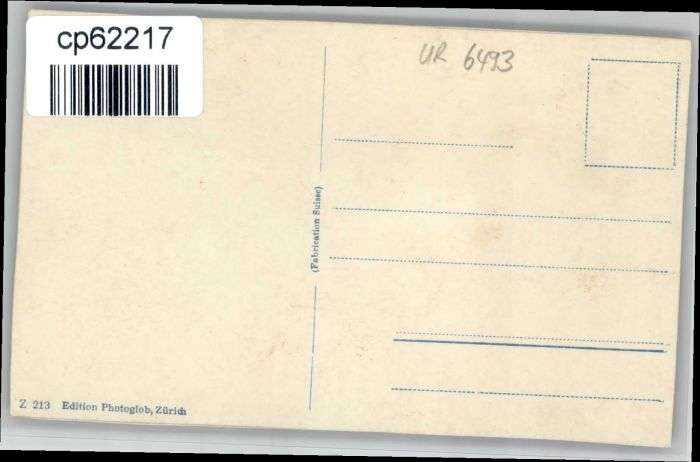 cp62217
UR 6493
(Fabrication Suisse)
Z 213 Edition Photoglob, Zürich